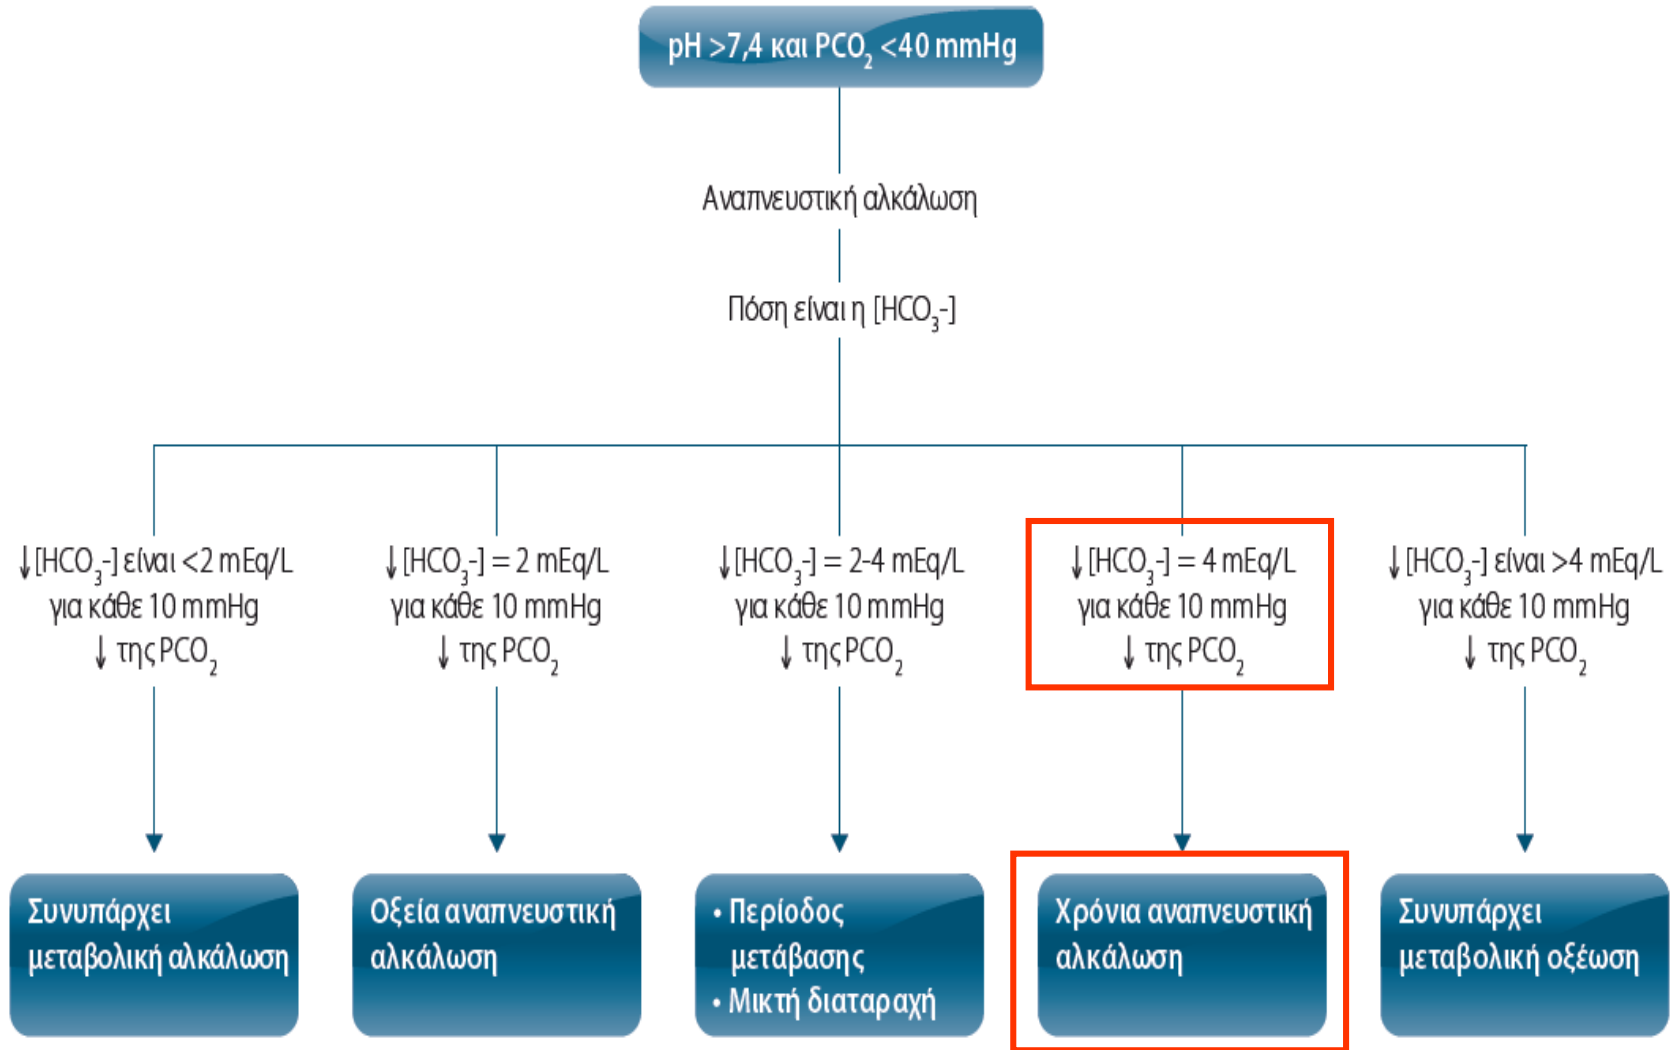 pH >7,4 και PCO₂ <40 mmHg
Αναπνευστική αλκάλωση
Πόση είναι η [HCO₃-]
↓[HCO₃-] είναι <2 mEq/L
για κάθε 10 mmHg
↓ της PCO₂
↓[HCO₃-] = 2 mEq/L
για κάθε 10 mmHg
↓ της PCO₂
↓[HCO₃-] = 2-4 mEq/L
για κάθε 10 mmHg
↓ της PCO₂
↓[HCO₃-] = 4 mEq/L
για κάθε 10 mmHg
↓ της PCO₂
↓[HCO₃-] είναι >4 mEq/L
για κάθε 10 mmHg
↓ της PCO₂
Συνυπάρχει
μεταβολική αλκάλωση
Οξεία αναπνευστική
αλκάλωση
• Περίοδος
μετάβασης
• Μικτή διαταραχή
Χρόνια αναπνευστική
αλκάλωση
Συνυπάρχει
μεταβολική οξέωση